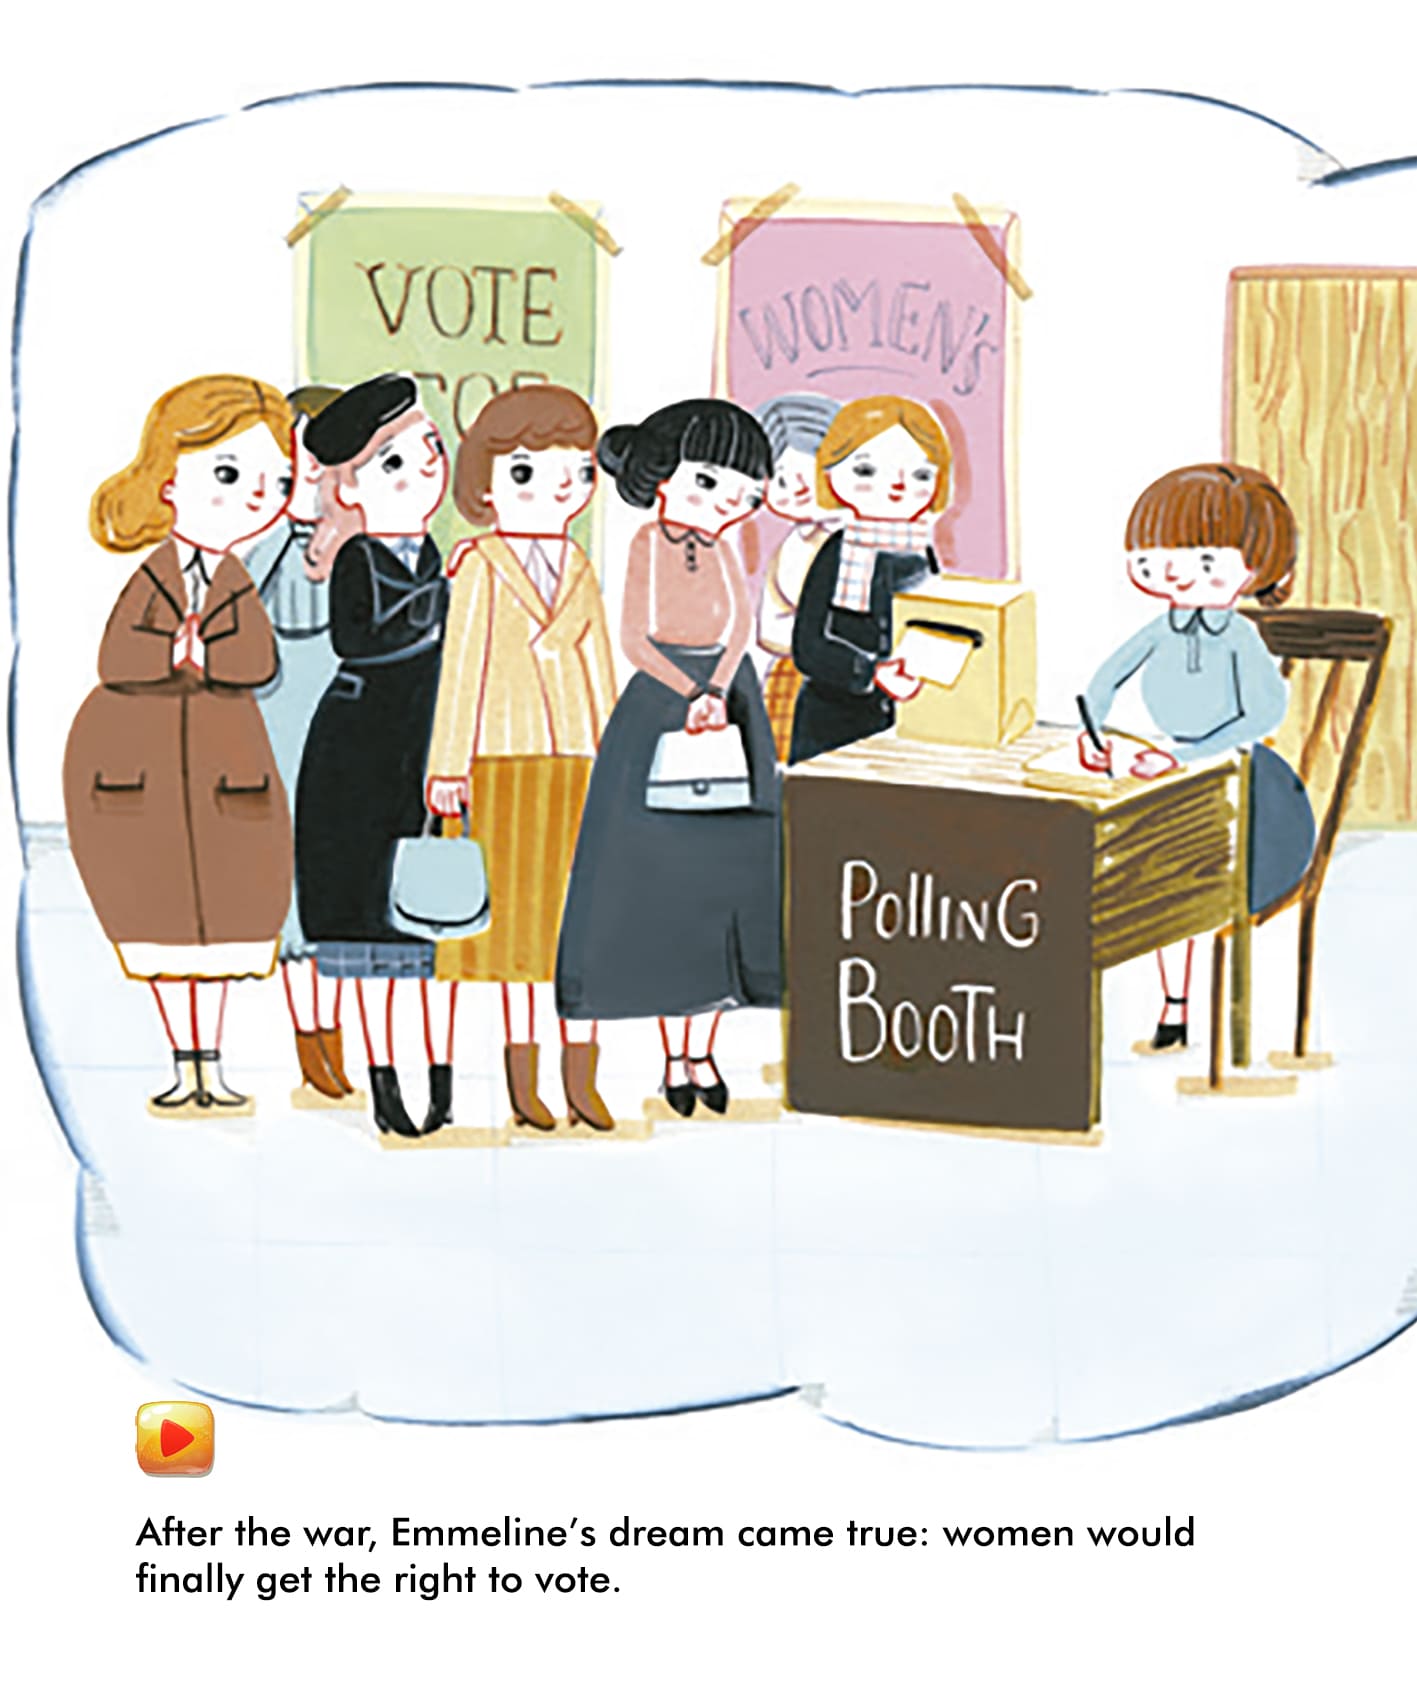 VOTE
WOMEN's
POllING
BOOTH
After the war, Emmeline's dream came true: women would
finally get the right to vote.